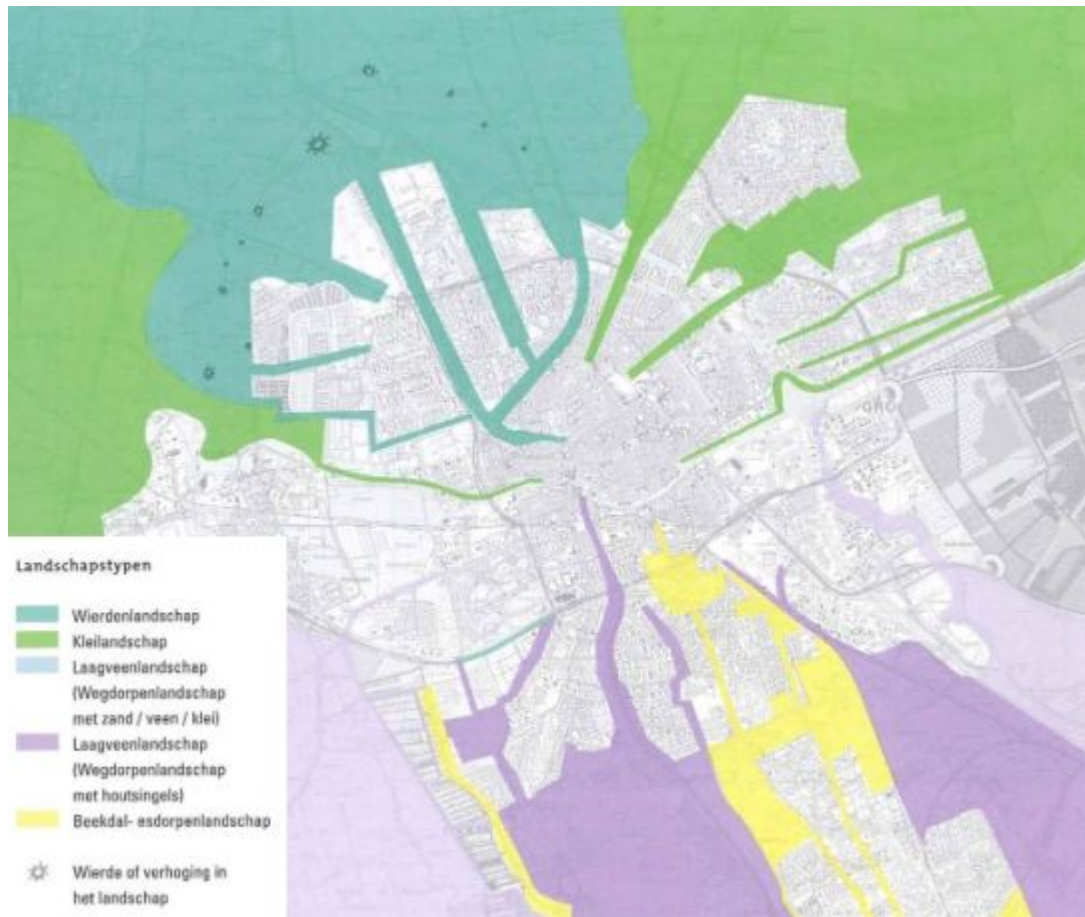 Landschapstypen
Wierdenlandschap
Kleilandschap
Laagveenlandschap
(Wegdorpenlandschap
met zand / veen / klei)
Laagveenlandschap
(Wegdorpenlandschap
met houtsingels)
Beekdal- esdorpenlandschap
Wierde of verhoging in
het landschap